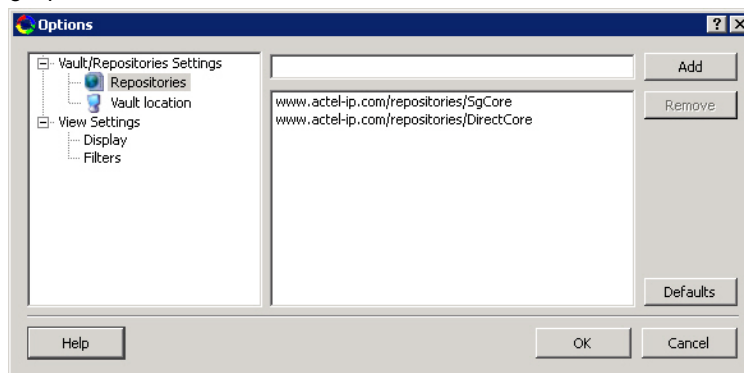 Options
Vault/Repositories Settings
Repositories
Vault location
View Settings
Display
Filters
Add
www.actel-ip.com/repositories/SgCore
www.actel-ip.com/repositories/DirectCore
Remove
Defaults
Help
OK
Cancel